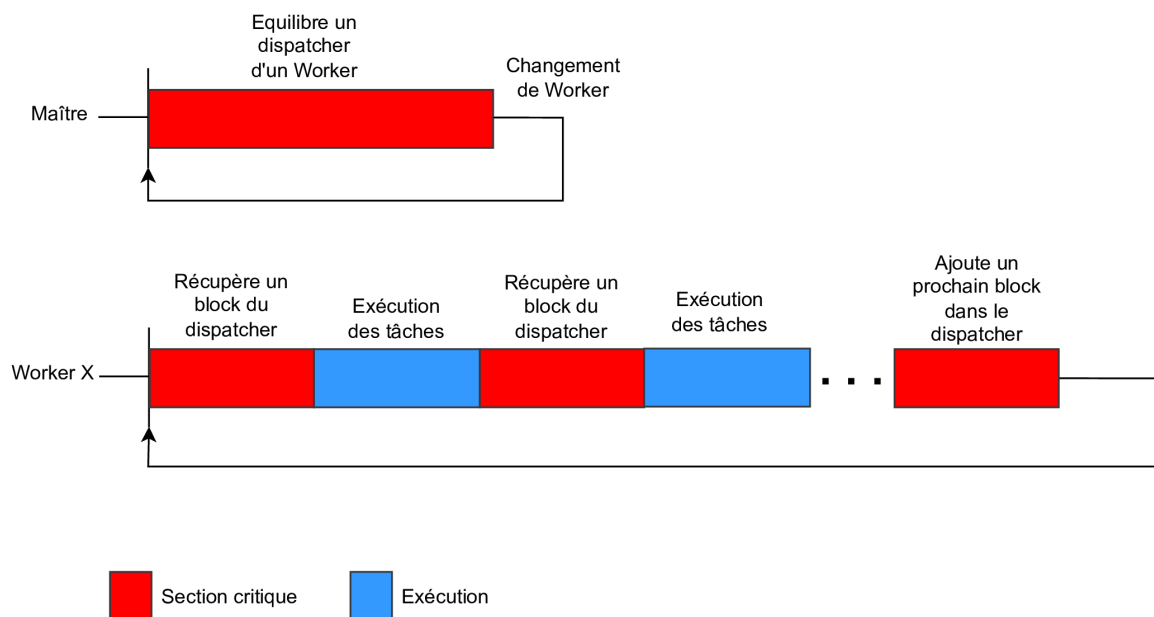 Equilibre un
dispatcher
d'un Worker
Changement
de Worker
Maître
Récupère un
block du
dispatcher
Exécution
des tâches
Récupère un
block du
dispatcher
Exécution
des tâches
Ajoute un
prochain block
dans le
dispatcher
Worker X
Section critique
Exécution